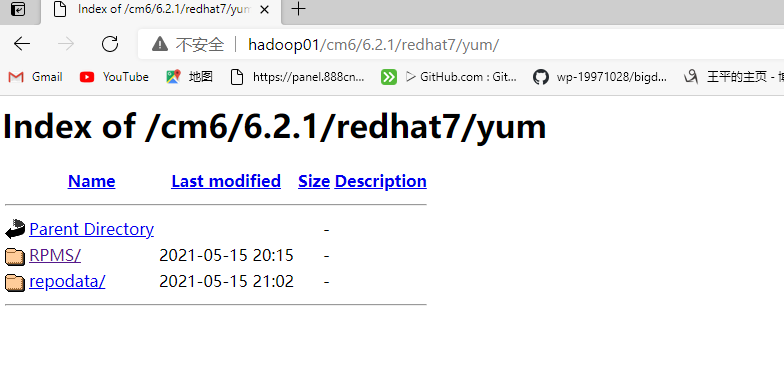 Index of /cm6/6.2.1/redhat7/yum
不安全 | hadoop01/cm6/6.2.1/redhat7/yum/
Gmail YouTube 地图 https://panel.888cn... ▷ GitHub.com : Git... wp-19971028/bigd... 王平的主页 - 博
Index of /cm6/6.2.1/redhat7/yum
Name Last modified Size Description
Parent Directory -
RPMS/ 2021-05-15 20:15 -
repodata/ 2021-05-15 21:02 -